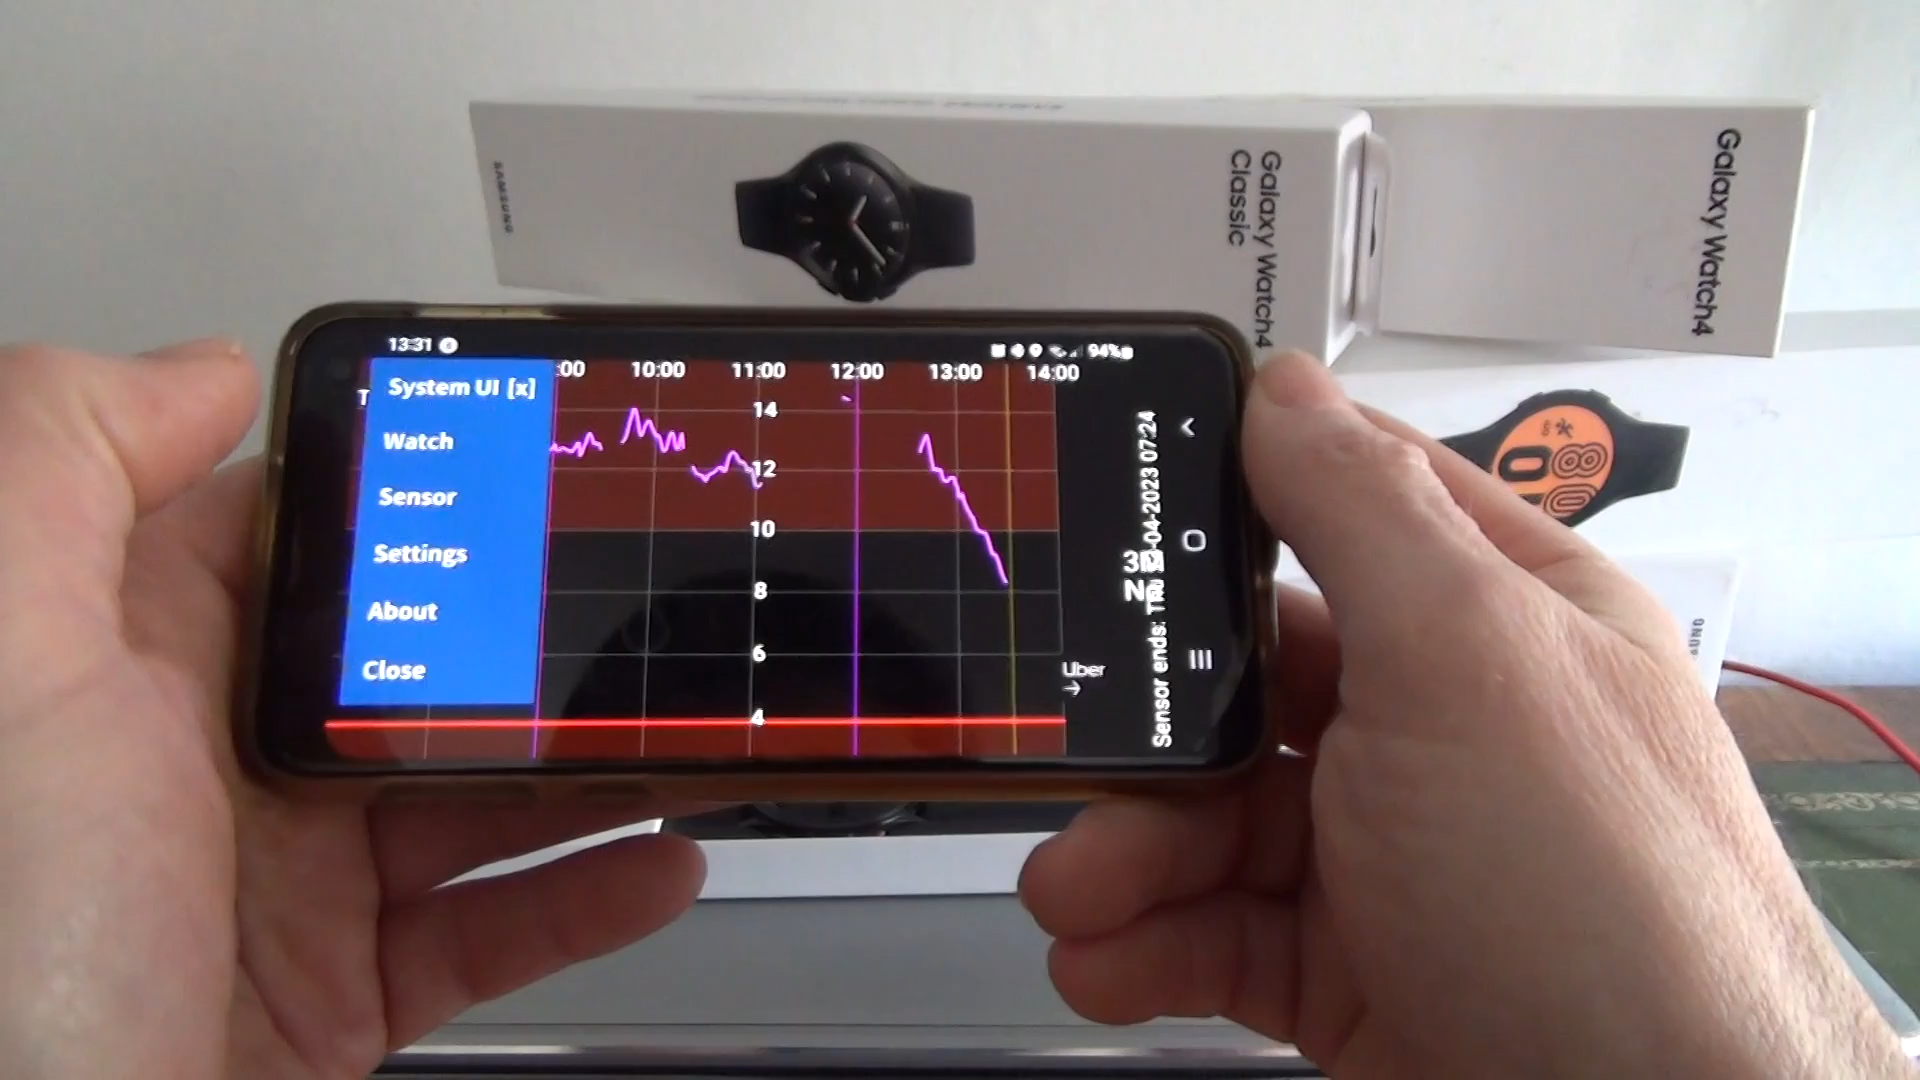 SAMSUNG
Galaxy Watch4
Classic
Galaxy Watch4
13:31
94%
System UI [x]
Watch
Sensor
Settings
About
Close
:00
10:00
11:00
12:00
13:00
14:00
14
12
10
8
6
4
Uber
Sensor ends:
-04-2023 07:24
08